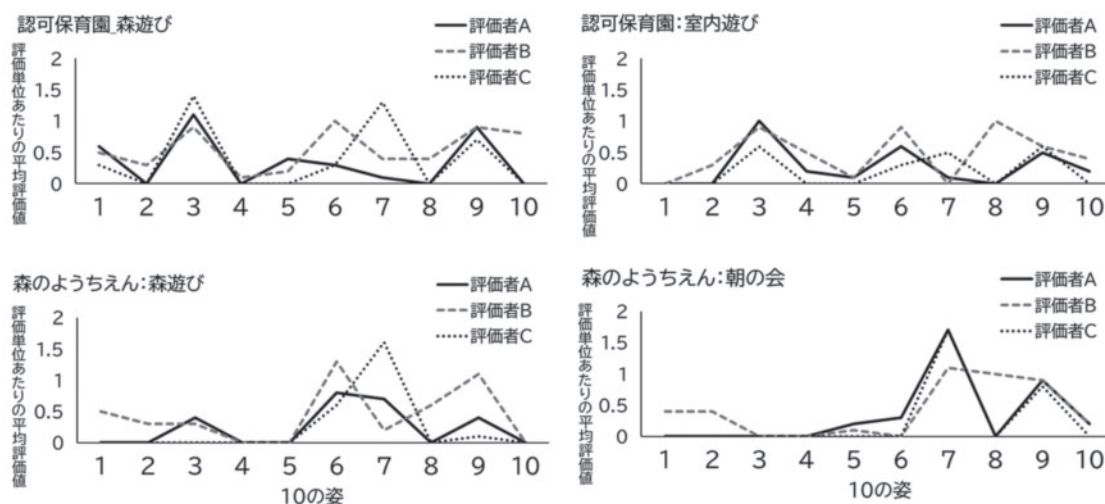 認可保育園_森遊び
評価者A
評価者B
評価者C
評価単位あたりの平均評価値
2
1.5
1
0.5
0
1 2 3 4 5 6 7 8 9 10
認可保育園:室内遊び
評価者A
評価者B
評価者C
評価単位あたりの平均評価値
2
1.5
1
0.5
0
1 2 3 4 5 6 7 8 9 10
森のようちえん:森遊び
評価者A
評価者B
評価者C
評価単位あたりの平均評価値
2
1.5
1
0.5
0
1 2 3 4 5 6 7 8 9 10
10の姿
森のようちえん:朝の会
評価者A
評価者B
評価者C
評価単位あたりの平均評価値
2
1.5
1
0.5
0
1 2 3 4 5 6 7 8 9 10
10の姿